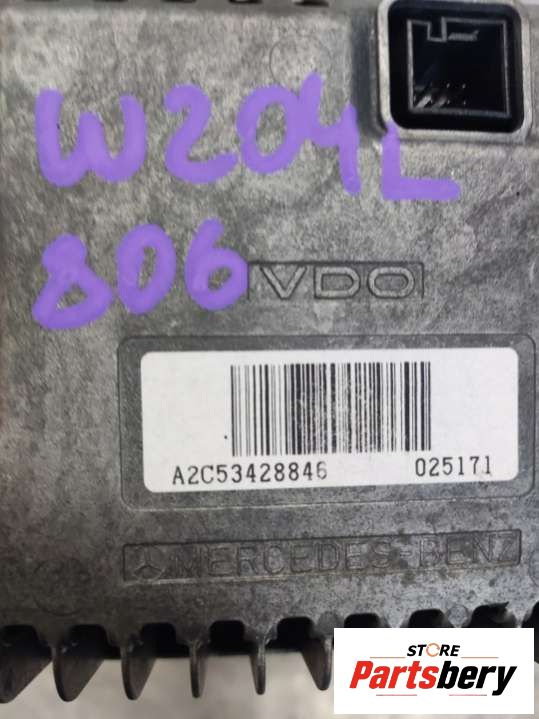 W204L
806
VDO
A2C53428846 025171
MERCEDES-BENZ
STORE
Partsbery